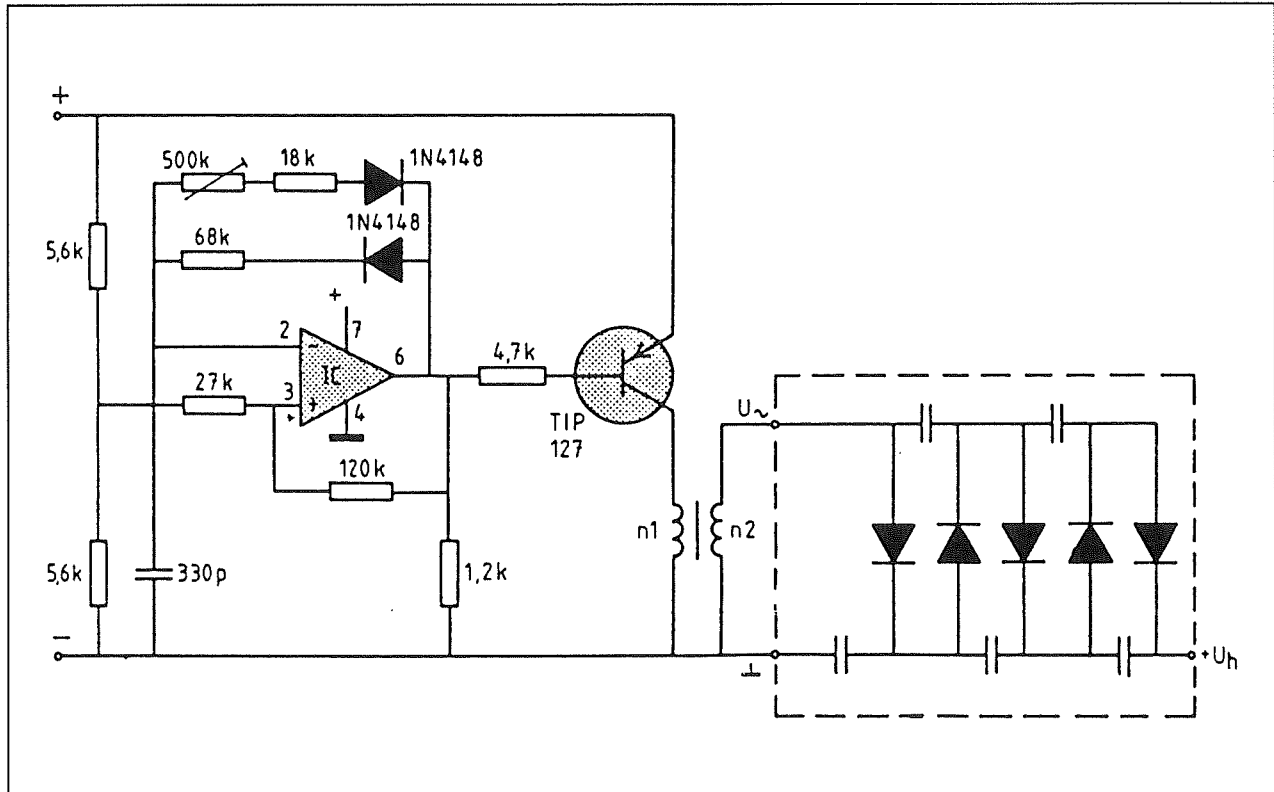 +
500k
18k
1N4148
1N4148
5,6k
68k
+
2
7
-
6
IC
4,7k
27k
3
+
+
4
TIP
127
U~
120k
n1
n2
5,6k
330p
1,2k
-
⊥
+Uh